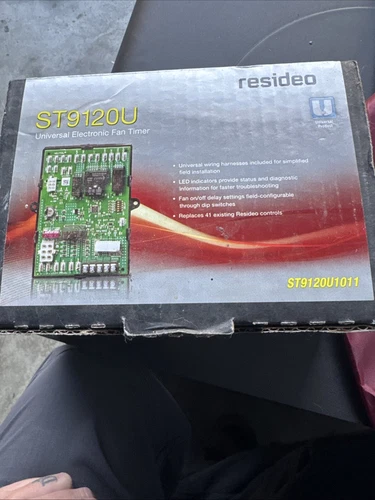 resideo
ST9120U
Universal Electronic Fan Timer
U
Universal
Product
• Universal wiring harnesses included for simplified
field installation
• LED indicators provide status and diagnostic
information for faster troubleshooting
• Fan on/off delay settings field-configurable
through dip switches
• Replaces 41 existing Resideo controls
ST9120U1011